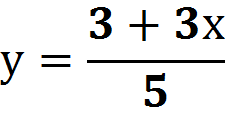 y = (3 + 3x)/5